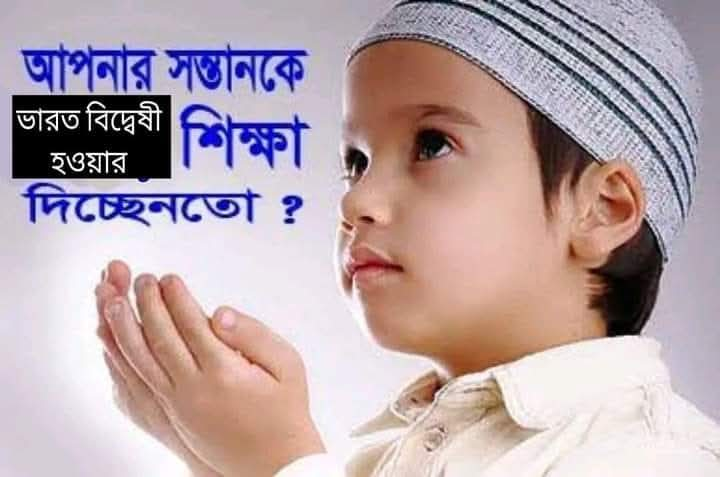 আপনার সন্তানকে
ভারত বিদ্বেষী
হওয়ার শিক্ষা
দিচ্ছেনতো ?